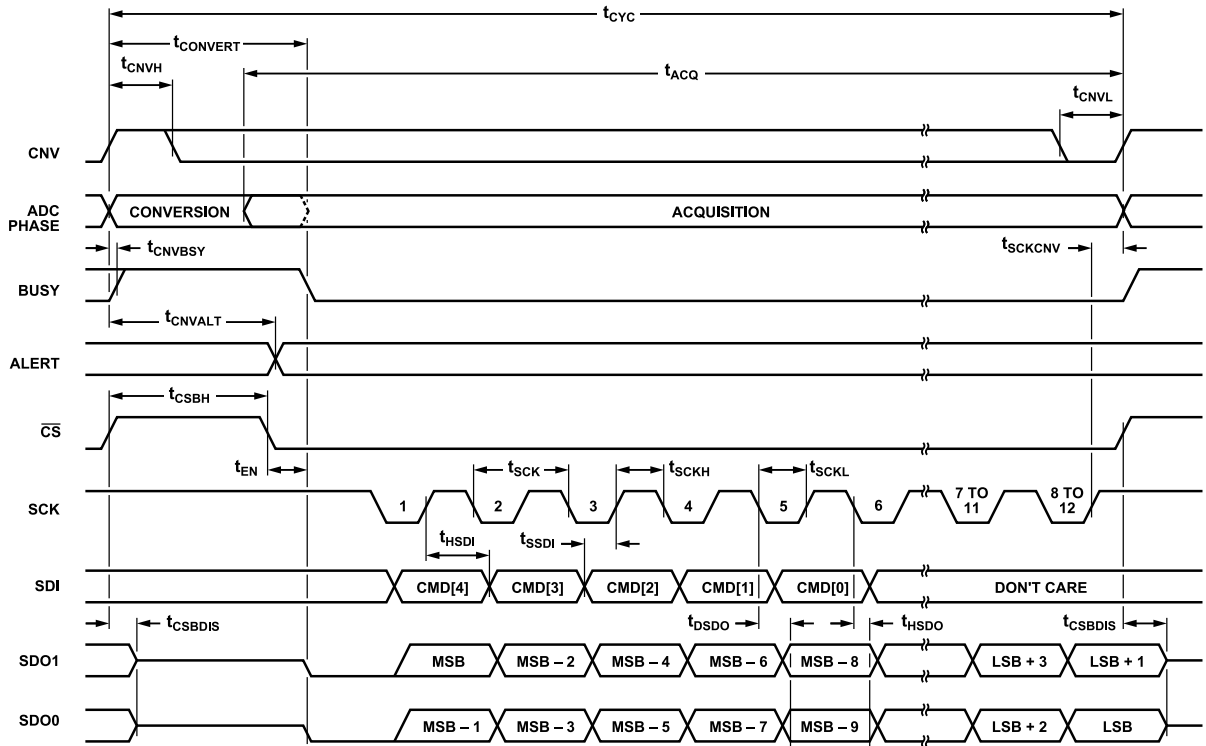 tCYC
tCONVERT
tCNVH
tACQ
tCNVL
CNV
ADC
PHASE
CONVERSION
ACQUISITION
tCNVBSY
tSCKCNV
BUSY
tCNVALT
ALERT
tCSBH
CS
tEN
tSCK
tSCKH
tSCKL
SCK
1
2
3
4
5
6
7 TO
11
8 TO
12
tHSDI
tSSDI
SDI
CMD[4]
CMD[3]
CMD[2]
CMD[1]
CMD[0]
DON'T CARE
tCSBDIS
tDSDO
tHSDO
tCSBDIS
SDO1
MSB
MSB – 2
MSB – 4
MSB – 6
MSB – 8
LSB + 3
LSB + 1
SDO0
MSB – 1
MSB – 3
MSB – 5
MSB – 7
MSB – 9
LSB + 2
LSB